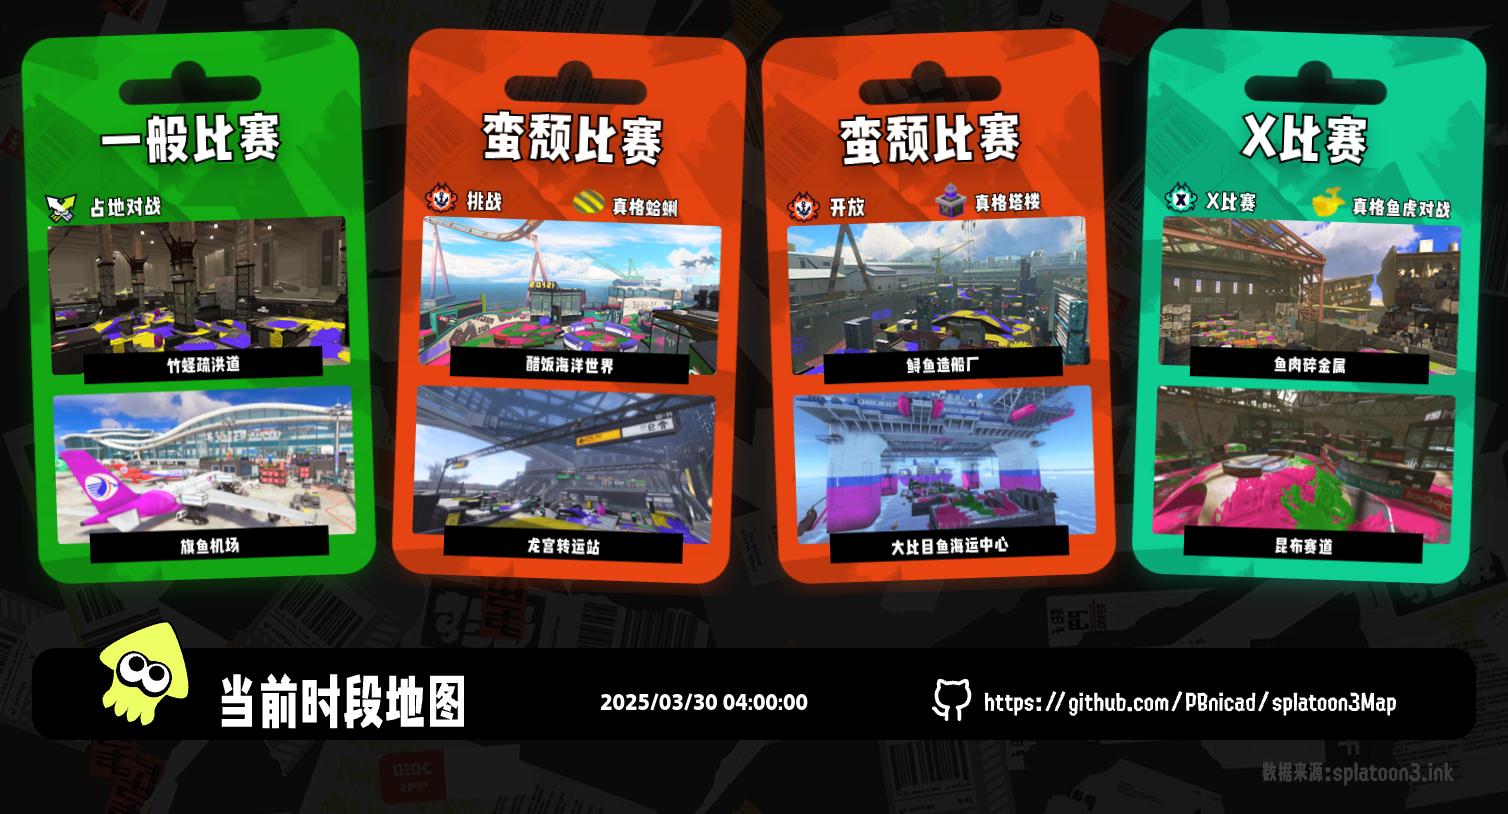 一般比赛
占地对战
竹蛏疏洪道
旗鱼机场
蛮颓比赛
挑战
真格蛤蜊
醋饭海洋世界
龙宫转运站
蛮颓比赛
开放
真格塔楼
鲟鱼造船厂
大比目鱼海运中心
X比赛
X比赛
真格鱼虎对战
鱼肉碎金属
昆布赛道
当前时段地图
2025/03/30 04:00:00
https://github.com/PBnicad/splatoon3Map
数据来源:splatoon3.ink